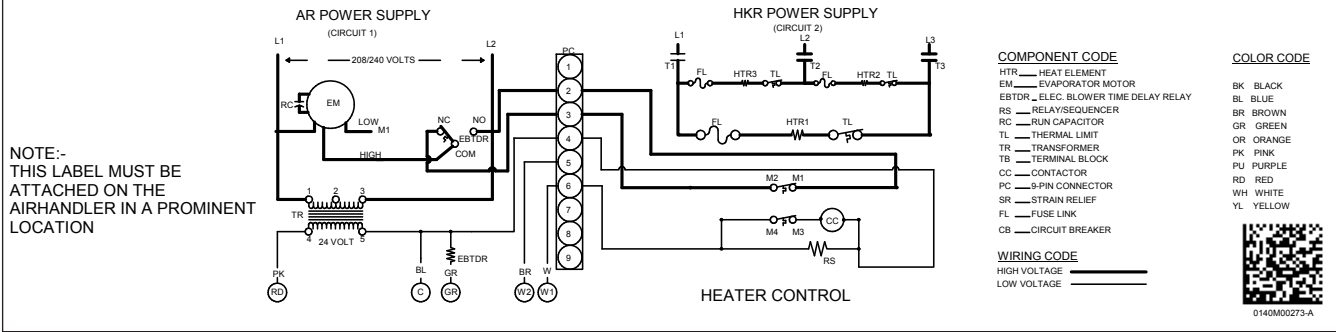 AR POWER SUPPLY
(CIRCUIT 1)
L1
L2
208/240 VOLTS
RC
EM
LOW
M1
HIGH
NC
NO
EBTDR
COM
NOTE:-
THIS LABEL MUST BE
ATTACHED ON THE
AIRHANDLER IN A PROMINENT
LOCATION
1 2 3
TR
4 24 VOLT 5
PK
RD
BL
C
EBTDR
GR
GR
BR
W2
W
W1
PC
1
2
3
4
5
6
7
8
9
HKR POWER SUPPLY
(CIRCUIT 2)
L1
L2
L3
T1
T2
T3
FL HTR3 TL FL HTR2 TL
FL HTR1 TL
M2 M1
M4 M3
CC
RS
HEATER CONTROL
COMPONENT CODE
HTR HEAT ELEMENT
EM EVAPORATOR MOTOR
EBTDR ELEC. BLOWER TIME DELAY RELAY
RS RELAY/SEQUENCER
RC RUN CAPACITOR
TL THERMAL LIMIT
TR TRANSFORMER
TB TERMINAL BLOCK
CC CONTACTOR
PC 9-PIN CONNECTOR
SR STRAIN RELIEF
FL FUSE LINK
CB CIRCUIT BREAKER
WIRING CODE
HIGH VOLTAGE
LOW VOLTAGE
COLOR CODE
BK BLACK
BL BLUE
BR BROWN
GR GREEN
OR ORANGE
PK PINK
PU PURPLE
RD RED
WH WHITE
YL YELLOW
0140M00273-A